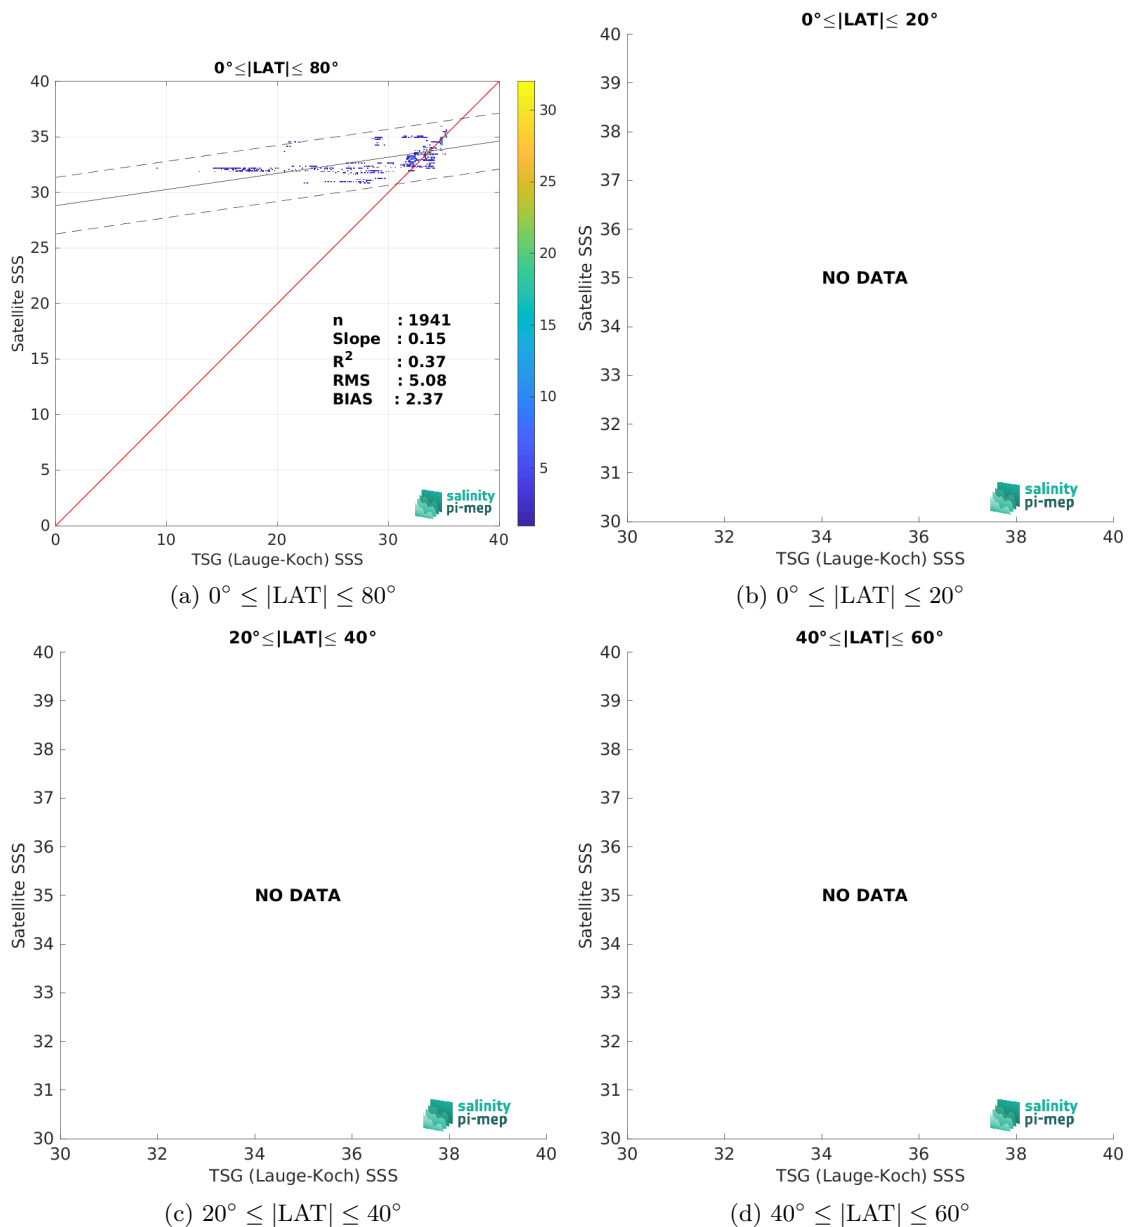 0°≤|LAT|≤ 80°
40
35
30
25
20
15
10
5
0
0
10
20
30
40
Satellite SSS
TSG (Lauge-Koch) SSS
n : 1941
Slope : 0.15
R² : 0.37
RMS : 5.08
BIAS : 2.37
salinity
pi-mep
30
25
20
15
10
5
(a) 0° ≤ |LAT| ≤ 80°
0°≤|LAT|≤ 20°
40
39
38
37
36
35
34
33
32
31
30
30
32
34
36
38
40
Satellite SSS
NO DATA
salinity
pi-mep
TSG (Lauge-Koch) SSS
(b) 0° ≤ |LAT| ≤ 20°
20°≤|LAT|≤ 40°
40
39
38
37
36
35
34
33
32
31
30
30
32
34
36
38
40
Satellite SSS
NO DATA
salinity
pi-mep
TSG (Lauge-Koch) SSS
(c) 20° ≤ |LAT| ≤ 40°
40°≤|LAT|≤ 60°
40
39
38
37
36
35
34
33
32
31
30
30
32
34
36
38
40
Satellite SSS
NO DATA
salinity
pi-mep
TSG (Lauge-Koch) SSS
(d) 40° ≤ |LAT| ≤ 60°